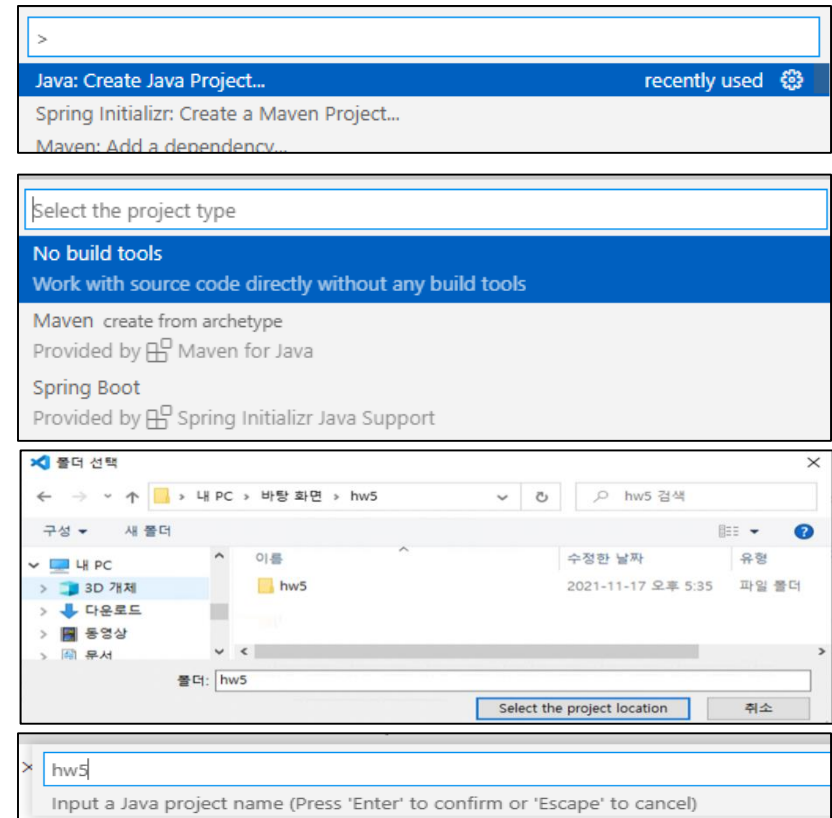 >
Java: Create Java Project... recently used
Spring Initializr: Create a Maven Project...
Maven: Add a dependency...
Select the project type
No build tools
Work with source code directly without any build tools
Maven create from archetype
Provided by Maven for Java
Spring Boot
Provided by Spring Initializr Java Support
폴더 선택
내 PC > 바탕 화면 > hw5 hw5 검색
구성 새 폴더
내 PC 이름 수정한 날짜 유형
3D 개체 hw5 2021-11-17 오후 5:35 파일 폴더
다운로드
동영상
문서
폴더: hw5
Select the project location 취소
hw5
Input a Java project name (Press 'Enter' to confirm or 'Escape' to cancel)